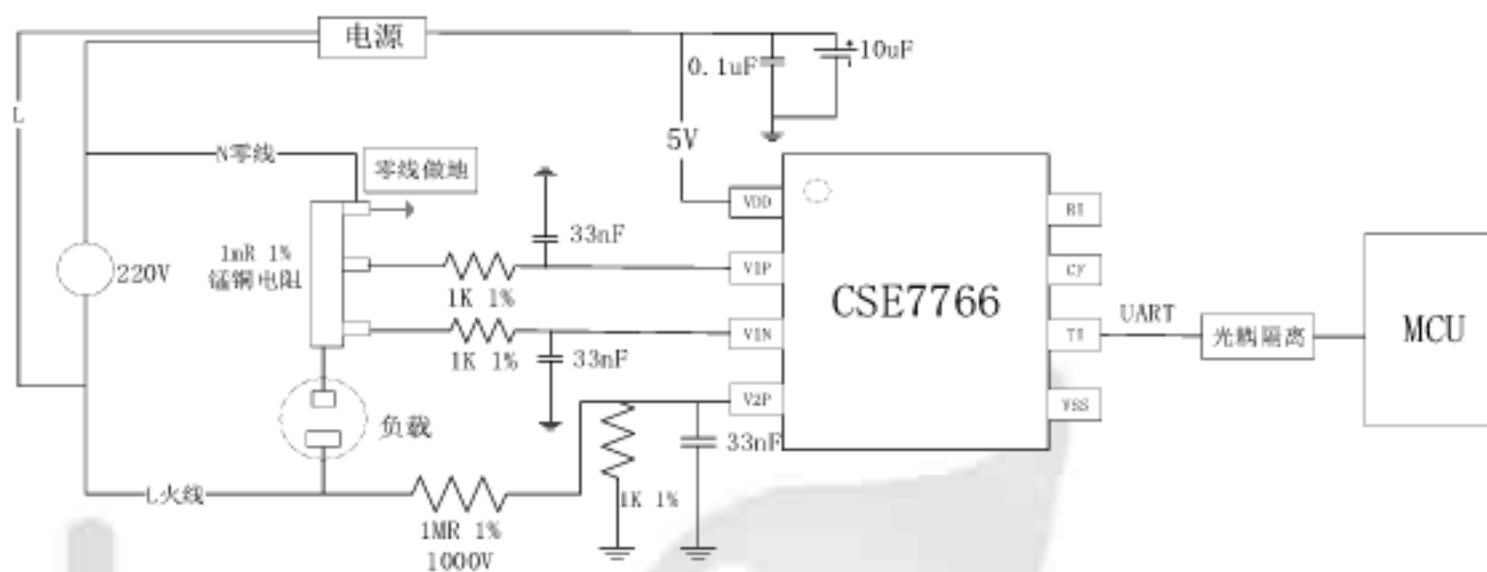 电源
0.1uF
10uF
L
5V
N零线
零线做地
VDD
33nF
220V
1mR 1%
锰铜电阻
1K 1%
V1P
CSE7766
V1N
1K 1%
33nF
V2P
负载
33nF
1K 1%
L火线
1MR 1%
1000V
RI
CF
TI
VSS
UART
光耦隔离
MCU